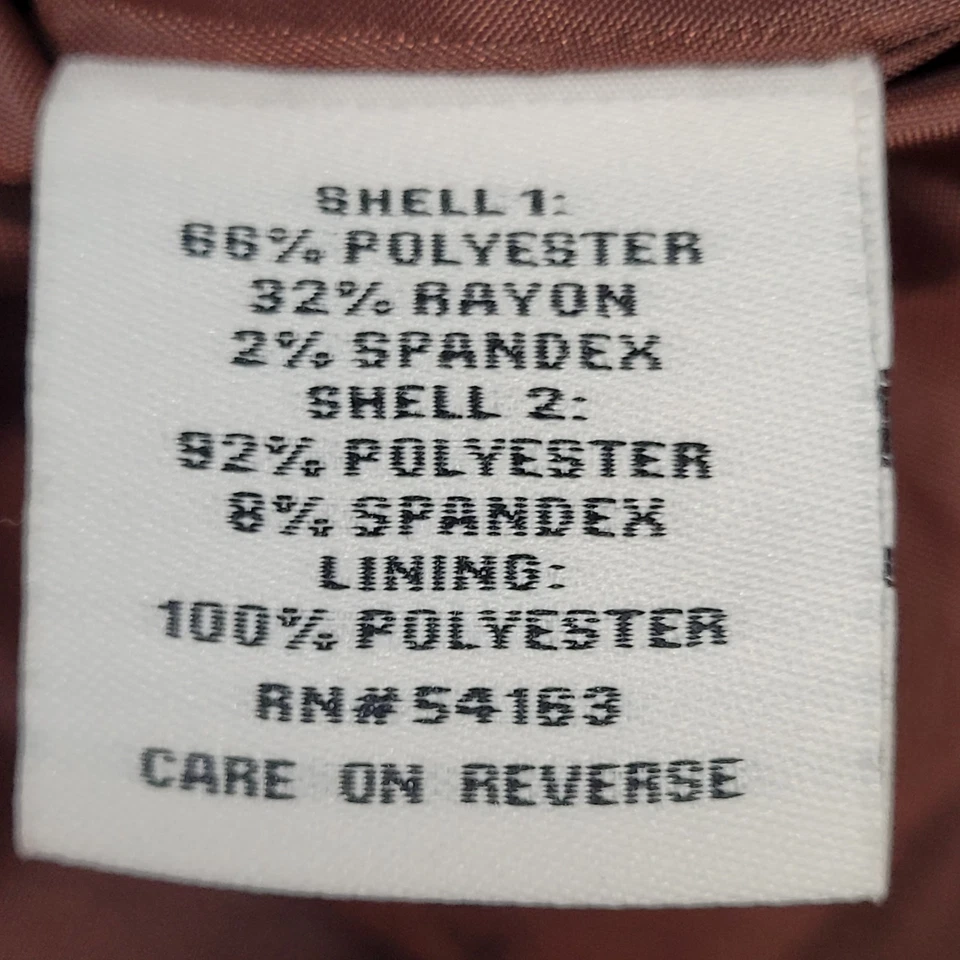 SHELL 1:
66% POLYESTER
32% RAYON
2% SPANDEX
SHELL 2:
92% POLYESTER
8% SPANDEX
LINING:
100% POLYESTER
RN#54163
CARE ON REVERSE